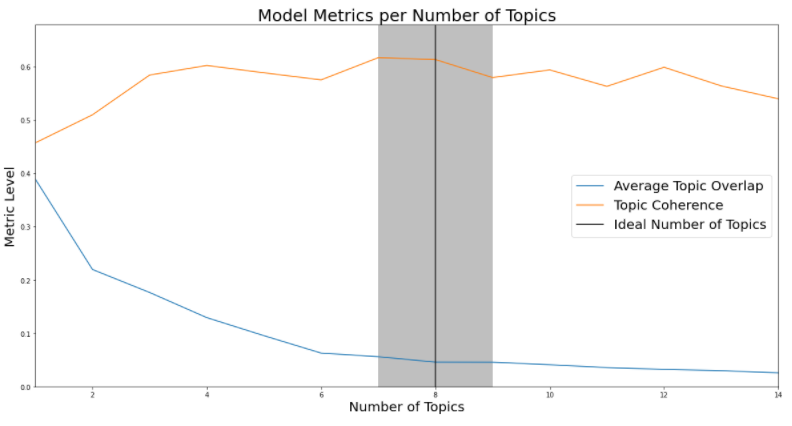 Model Metrics per Number of Topics
0.6
0.5
0.4
0.3
0.2
0.1
0.0
Metric Level
Average Topic Overlap
Topic Coherence
Ideal Number of Topics
2 4 6 8 10 12 14
Number of Topics